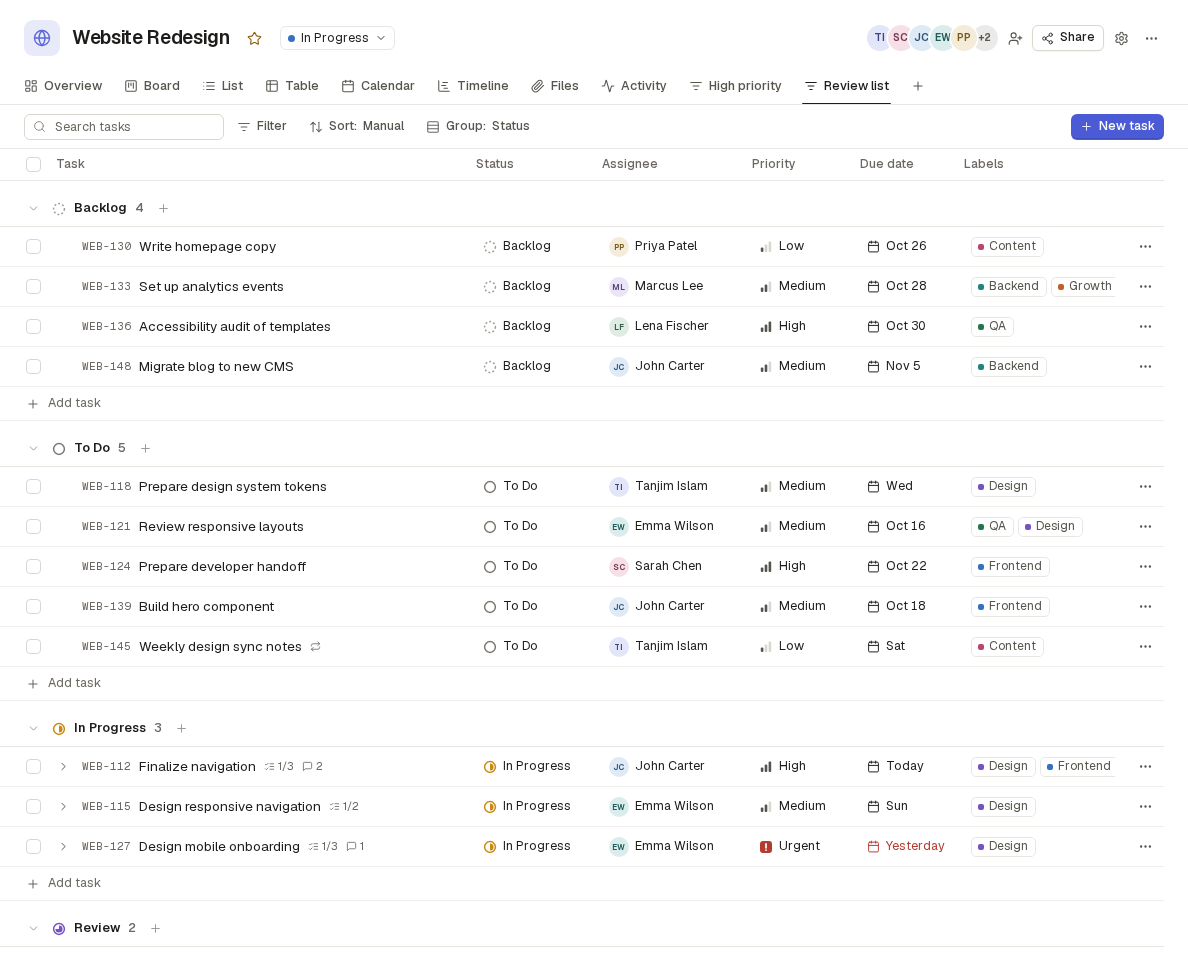 Website Redesign In Progress TI SC JC EW PP +2 Share
Overview Board List Table Calendar Timeline Files Activity High priority Review list
Search tasks Filter Sort: Manual Group: Status New task
Task Status Assignee Priority Due date Labels
Backlog 4
WEB-130 Write homepage copy Backlog PP Priya Patel Low Oct 26 Content
WEB-133 Set up analytics events Backlog ML Marcus Lee Medium Oct 28 Backend Growth
WEB-136 Accessibility audit of templates Backlog LF Lena Fischer High Oct 30 QA
WEB-148 Migrate blog to new CMS Backlog JC John Carter Medium Nov 5 Backend
Add task
To Do 5
WEB-118 Prepare design system tokens To Do TI Tanjim Islam Medium Wed Design
WEB-121 Review responsive layouts To Do EW Emma Wilson Medium Oct 16 QA Design
WEB-124 Prepare developer handoff To Do SC Sarah Chen High Oct 22 Frontend
WEB-139 Build hero component To Do JC John Carter Medium Oct 18 Frontend
WEB-145 Weekly design sync notes To Do TI Tanjim Islam Low Sat Content
Add task
In Progress 3
WEB-112 Finalize navigation 1/3 2 In Progress JC John Carter High Today Design Frontend
WEB-115 Design responsive navigation 1/2 In Progress EW Emma Wilson Medium Sun Design
WEB-127 Design mobile onboarding 1/3 1 In Progress EW Emma Wilson Urgent Yesterday Design
Add task
Review 2